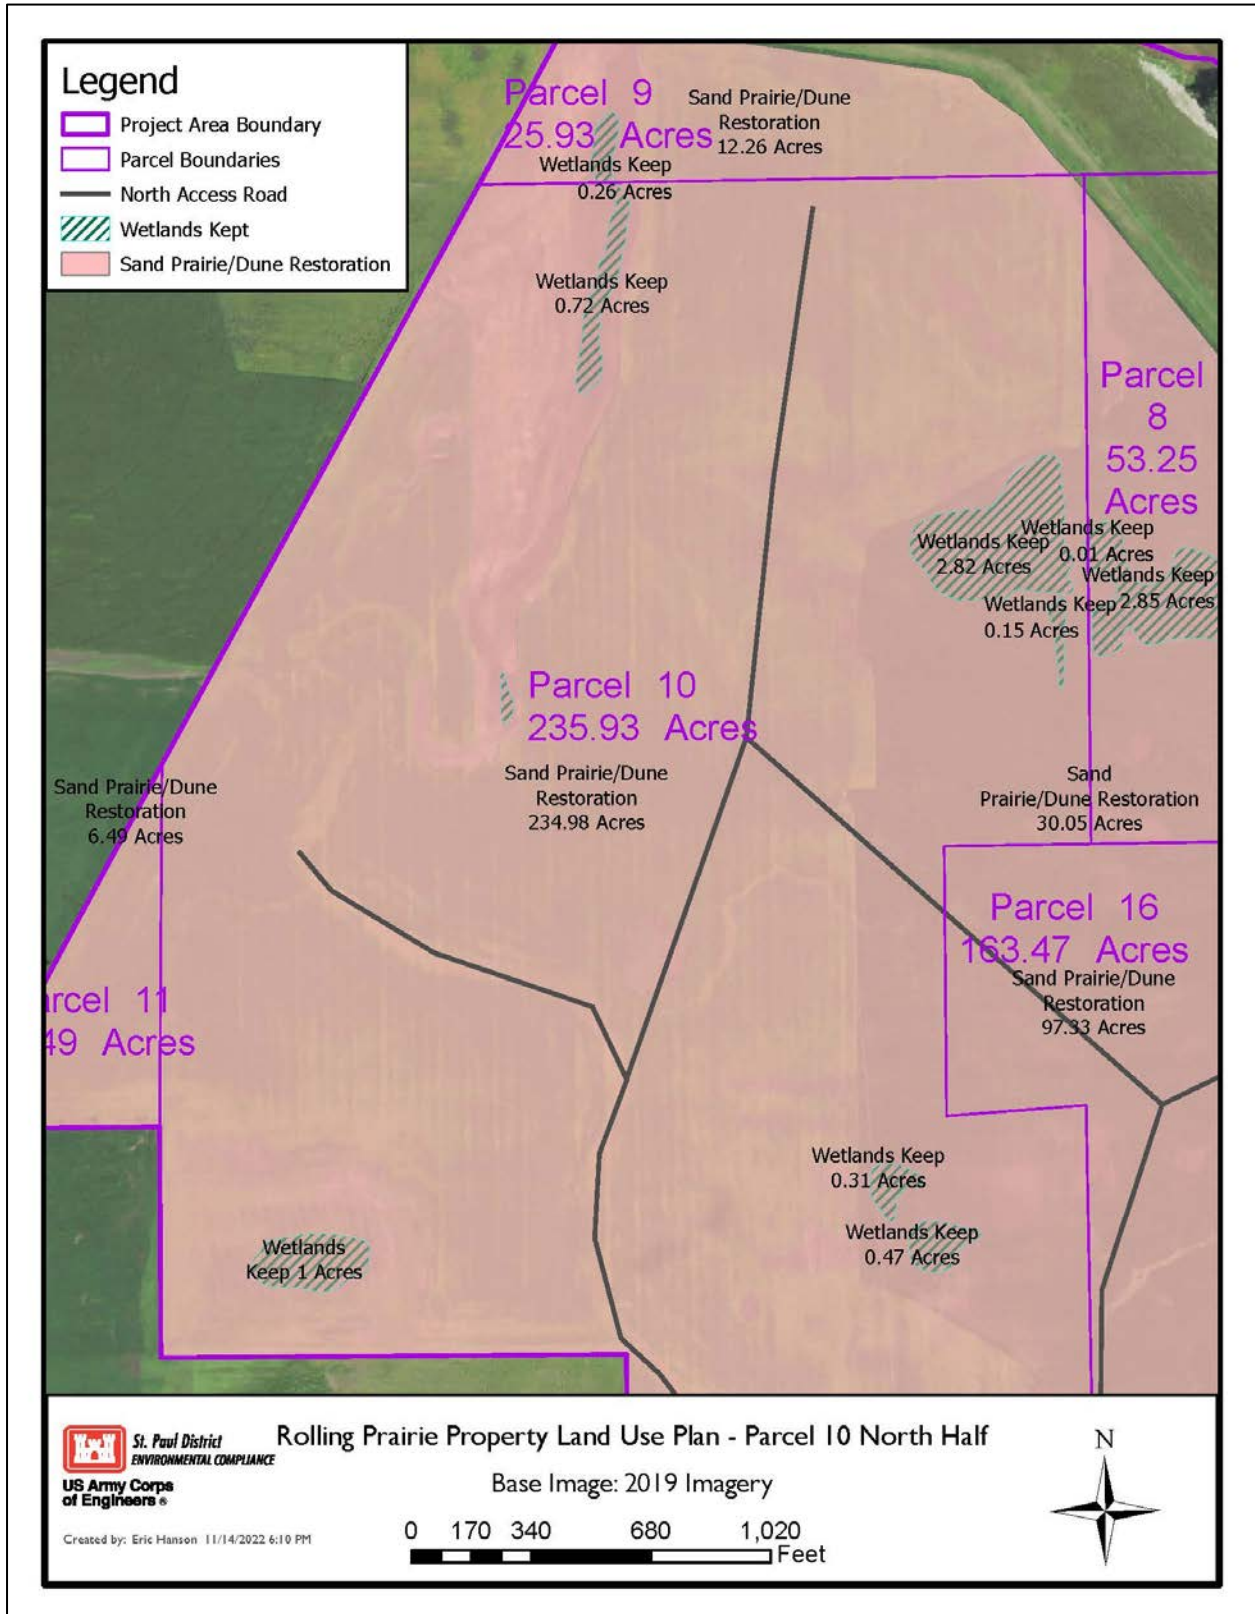 Legend
Project Area Boundary
Parcel Boundaries
North Access Road
Wetlands Kept
Sand Prairie/Dune Restoration
Parcel 9
25.93 Acres
Sand Prairie/Dune
Restoration
12.26 Acres
Wetlands Keep
0.26 Acres
Wetlands Keep
0.72 Acres
Parcel
8
53.25
Acres
Wetlands Keep
0.01 Acres
Wetlands Keep
2.82 Acres
Wetlands Keep
2.85 Acres
Wetlands Keep
0.15 Acres
Parcel 10
235.93 Acres
Sand Prairie/Dune
Restoration
234.98 Acres
Sand Prairie/Dune
Restoration
6.49 Acres
Sand
Prairie/Dune Restoration
30.05 Acres
Parcel 16
163.47 Acres
Sand Prairie/Dune
Restoration
97.33 Acres
arcel 11
49 Acres
Wetlands Keep
0.31 Acres
Wetlands Keep
0.47 Acres
Wetlands
Keep 1 Acres
St. Paul District
ENVIRONMENTAL COMPLIANCE
US Army Corps
of Engineers ®
Created by: Eric Hanson 11/14/2022 6:10 PM
Rolling Prairie Property Land Use Plan - Parcel 10 North Half
Base Image: 2019 Imagery
0 170 340 680 1,020
Feet
N